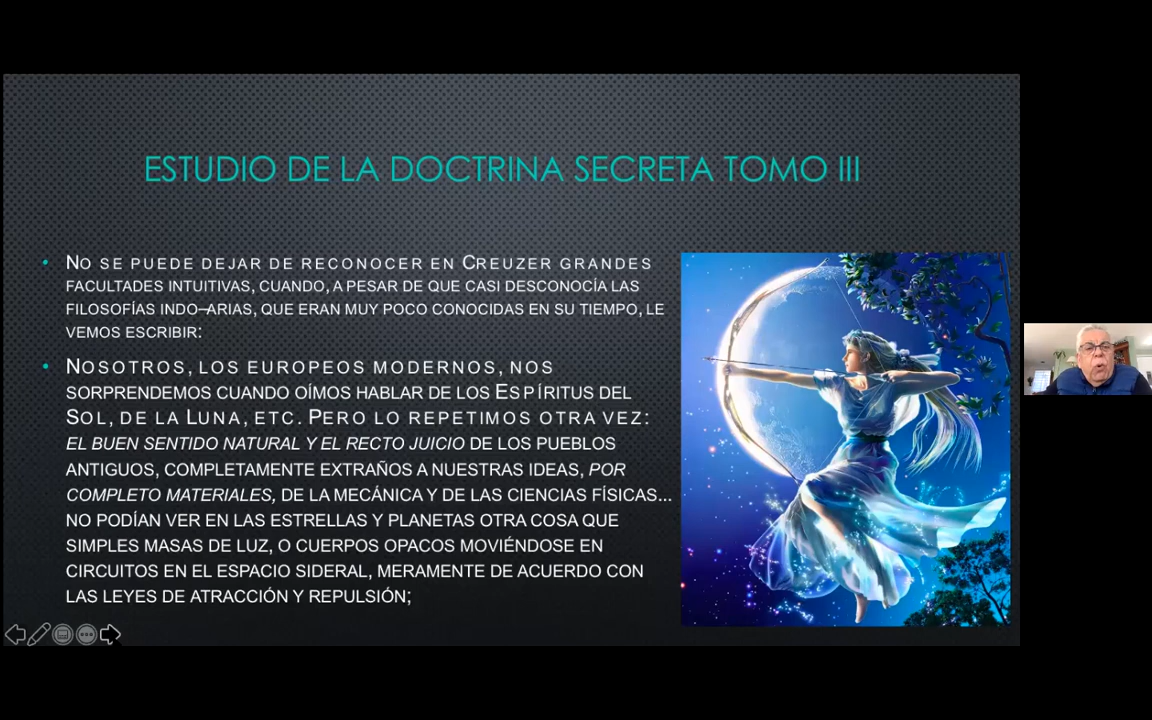 ESTUDIO DE LA DOCTRINA SECRETA TOMO III
• NO SE PUEDE DEJAR DE RECONOCER EN CREUZER GRANDES
FACULTADES INTUITIVAS, CUANDO, A PESAR DE QUE CASI DESCONOCÍA LAS
FILOSOFÍAS INDO–ARIAS, QUE ERAN MUY POCO CONOCIDAS EN SU TIEMPO, LE
VEMOS ESCRIBIR:
• NOSOTROS, LOS EUROPEOS MODERNOS, NOS
SORPRENDEMOS CUANDO OÍMOS HABLAR DE LOS ESPÍRITUS DEL
SOL, DE LA LUNA, ETC. PERO LO REPETIMOS OTRA VEZ:
EL BUEN SENTIDO NATURAL Y EL RECTO JUICIO DE LOS PUEBLOS
ANTIGUOS, COMPLETAMENTE EXTRAÑOS A NUESTRAS IDEAS, POR
COMPLETO MATERIALES, DE LA MECÁNICA Y DE LAS CIENCIAS FÍSICAS...
NO PODÍAN VER EN LAS ESTRELLAS Y PLANETAS OTRA COSA QUE
SIMPLES MASAS DE LUZ, O CUERPOS OPACOS MOVIÉNDOSE EN
CIRCUITOS EN EL ESPACIO SIDERAL, MERAMENTE DE ACUERDO CON
LAS LEYES DE ATRACCIÓN Y REPULSIÓN;